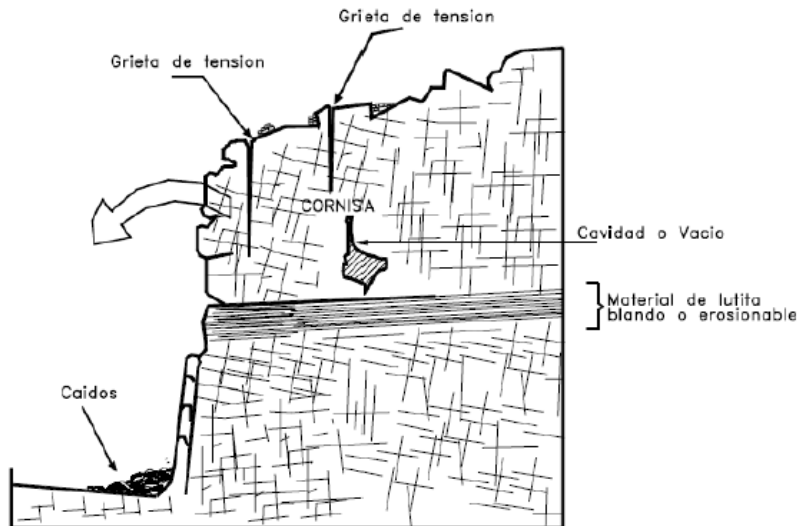 Grieta de tension
Grieta de tension
CORNISA
Cavidad o Vacio
Material de lutita
blando o erosionable
Caidos